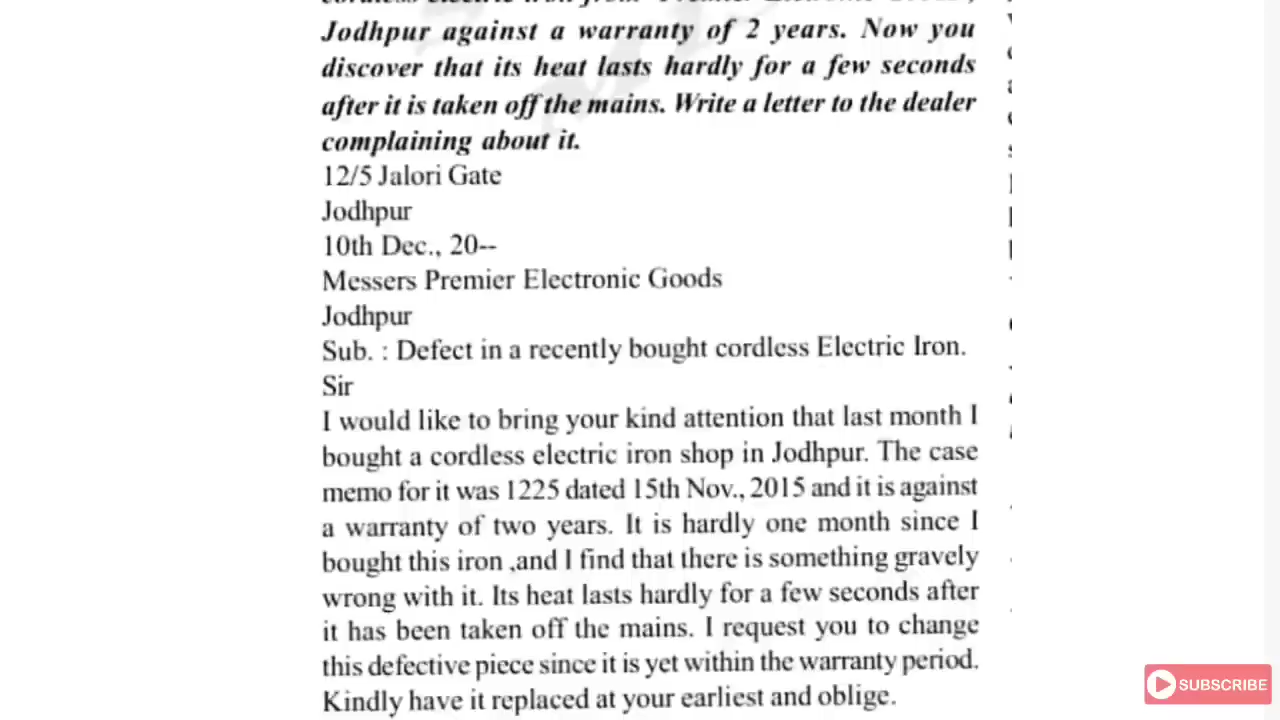 Jodhpur against a warranty of 2 years. Now you
discover that its heat lasts hardly for a few seconds
after it is taken off the mains. Write a letter to the dealer
complaining about it.
12/5 Jalori Gate
Jodhpur
10th Dec., 20--
Messers Premier Electronic Goods
Jodhpur
Sub. : Defect in a recently bought cordless Electric Iron.
Sir
I would like to bring your kind attention that last month I
bought a cordless electric iron shop in Jodhpur. The case
memo for it was 1225 dated 15th Nov., 2015 and it is against
a warranty of two years. It is hardly one month since I
bought this iron ,and I find that there is something gravely
wrong with it. Its heat lasts hardly for a few seconds after
it has been taken off the mains. I request you to change
this defective piece since it is yet within the warranty period.
Kindly have it replaced at your earliest and oblige.
SUBSCRIBE